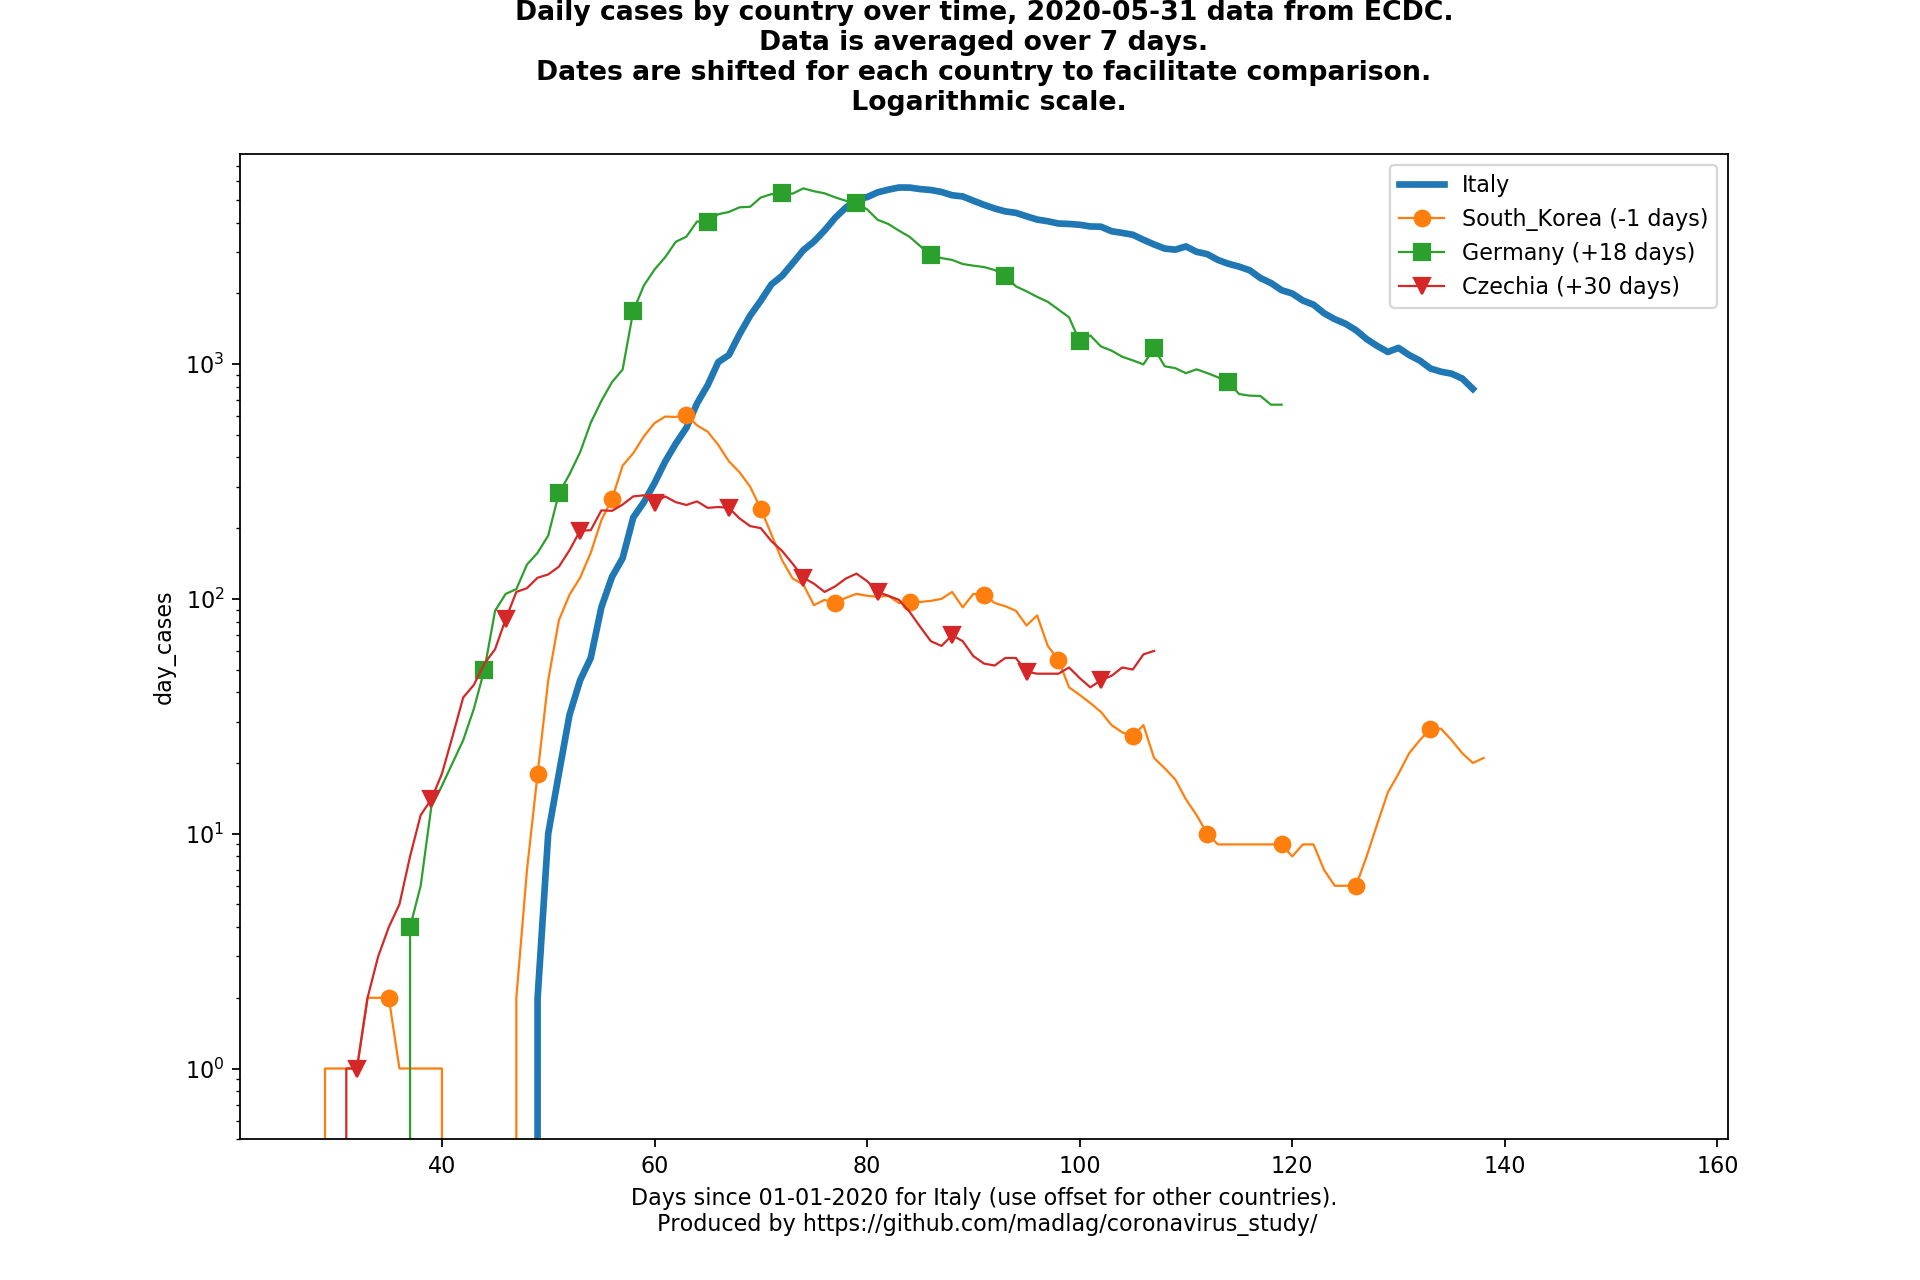 Daily cases by country over time, 2020-05-31 data from ECDC.
Data is averaged over 7 days.
Dates are shifted for each country to facilitate comparison.
Logarithmic scale.
Italy
South_Korea (-1 days)
Germany (+18 days)
Czechia (+30 days)
day_cases
10³
10²
10¹
10⁰
40 60 80 100 120 140 160
Days since 01-01-2020 for Italy (use offset for other countries).
Produced by https://github.com/madlag/coronavirus_study/